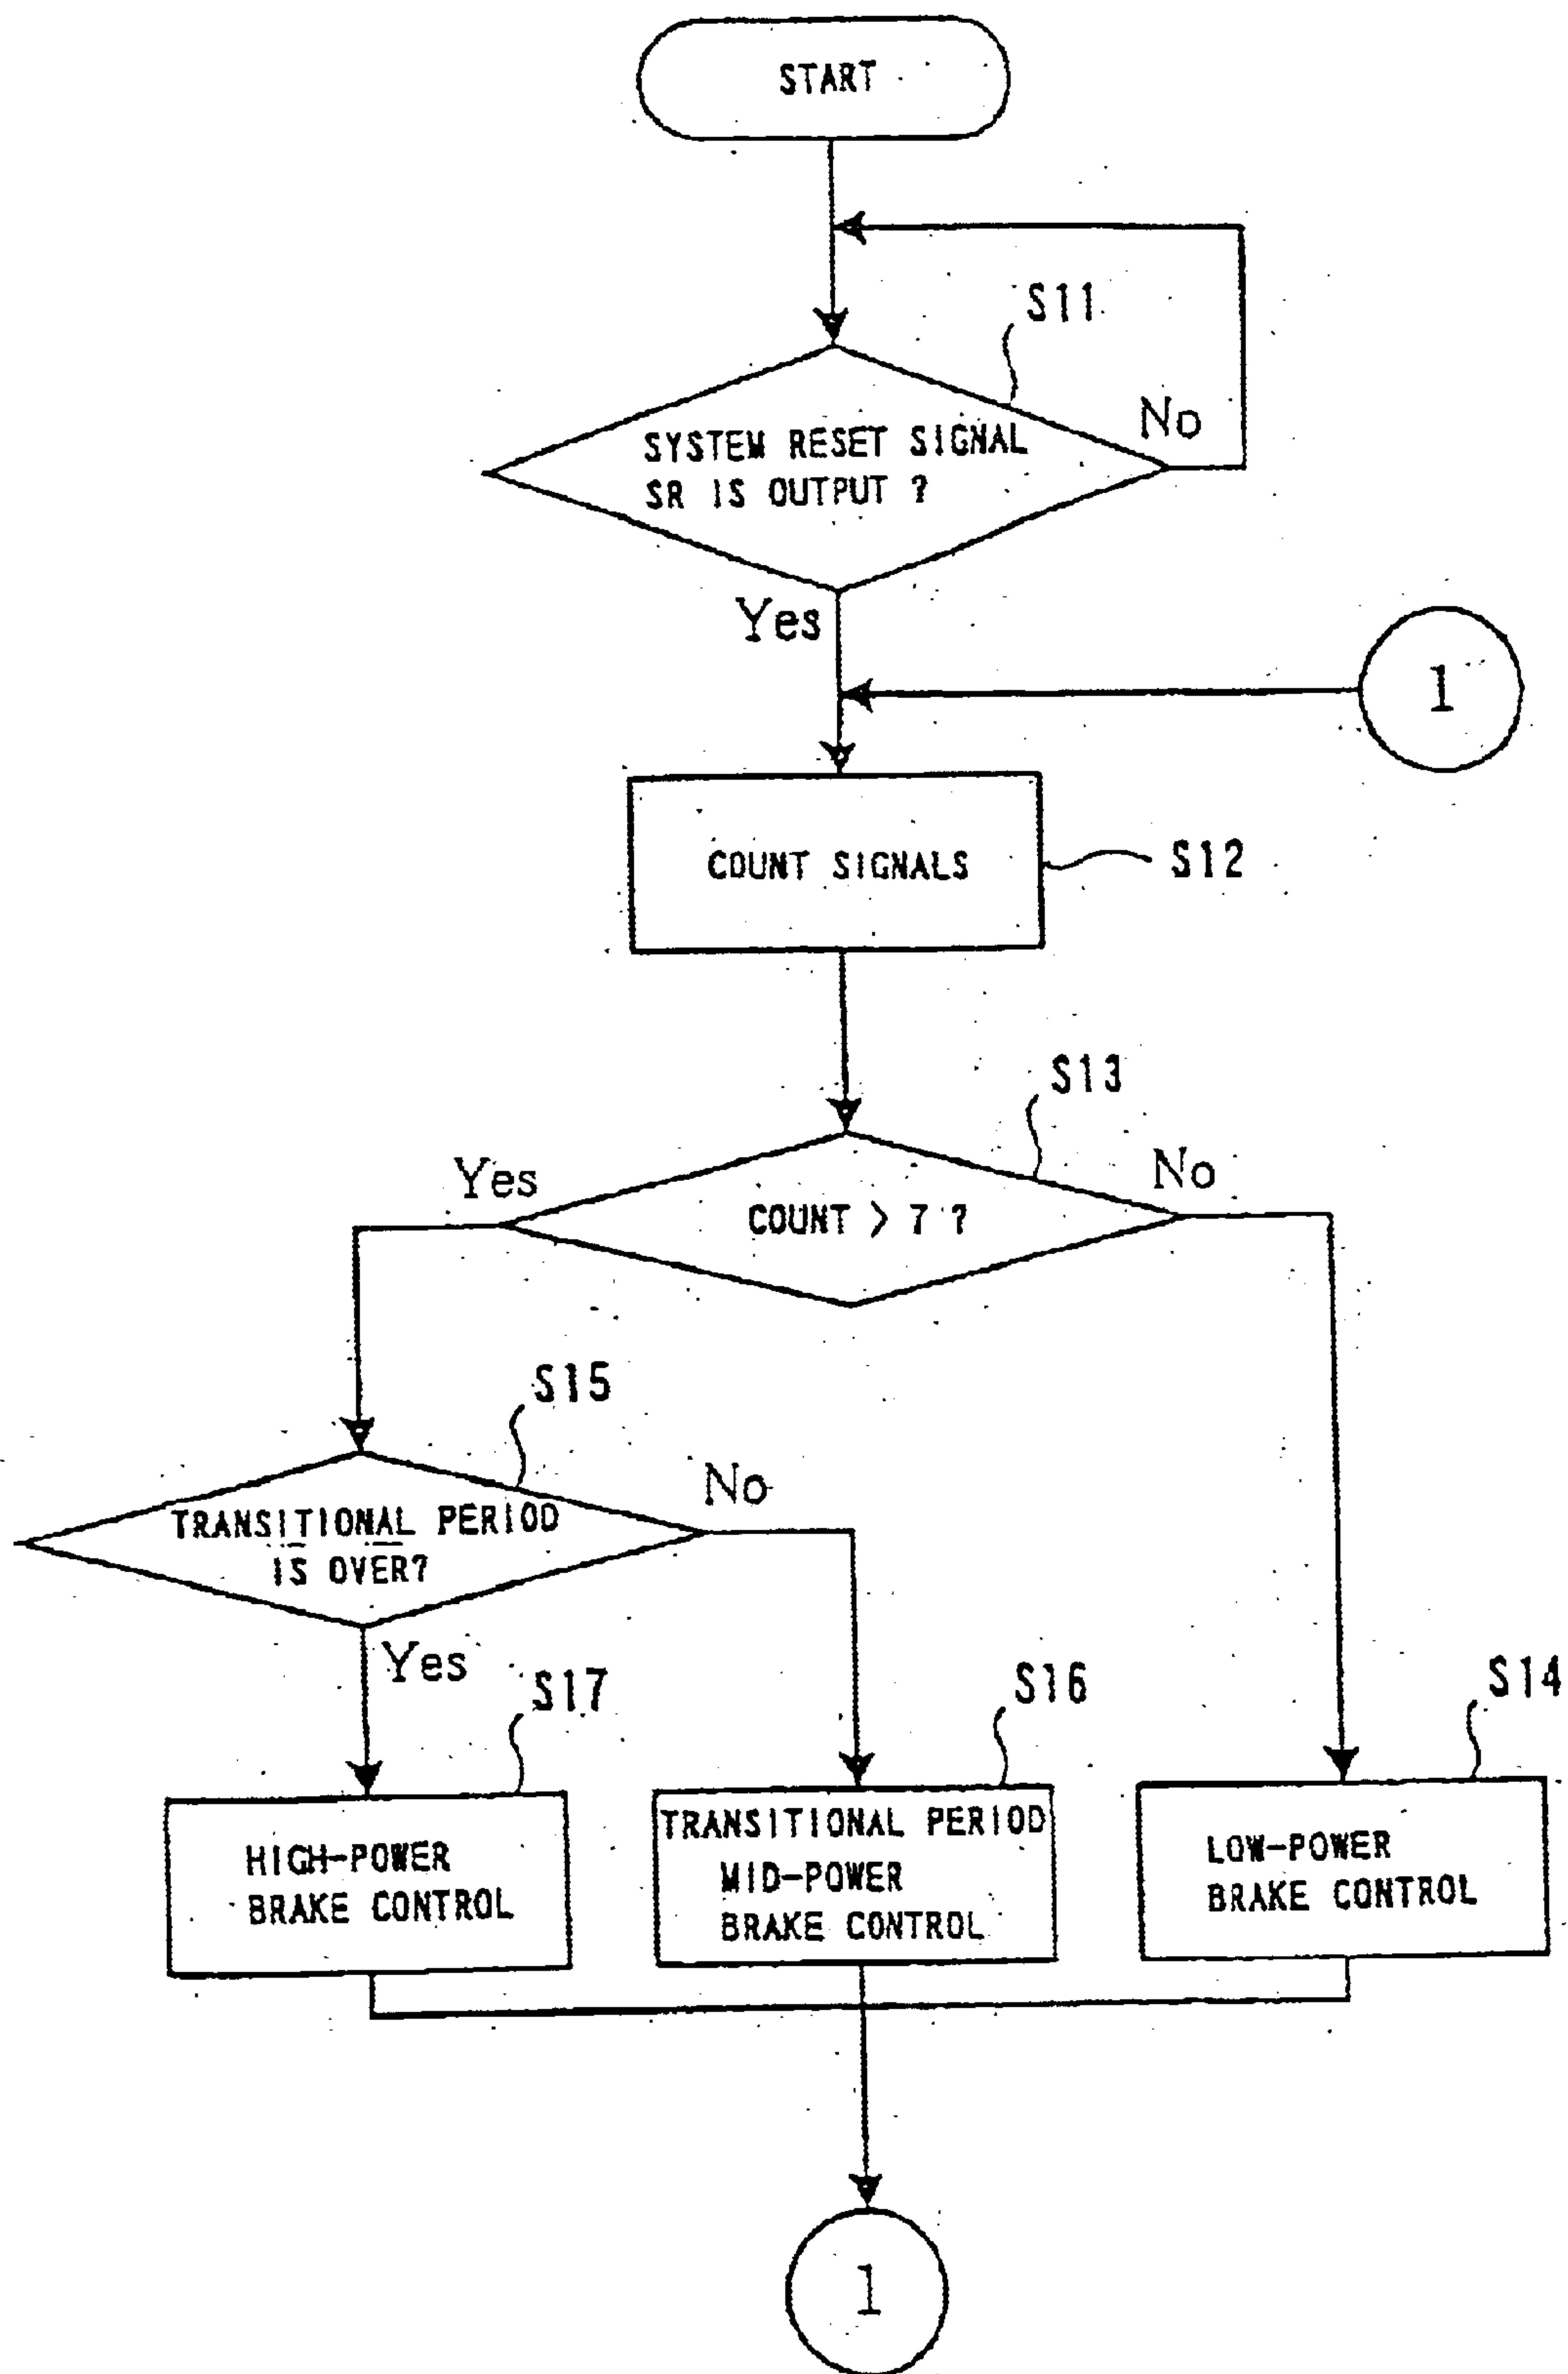 START
S11
No
SYSTEM RESET SIGNAL
SR IS OUTPUT ?
Yes
1
COUNT SIGNALS
S12
S13
Yes
No
COUNT > 7 ?
S15
No
TRANSITIONAL PERIOD
IS OVER?
Yes
S17
S16
S14
HIGH-POWER
BRAKE CONTROL
TRANSITIONAL PERIOD
MID-POWER
BRAKE CONTROL
LOW-POWER
BRAKE CONTROL
1